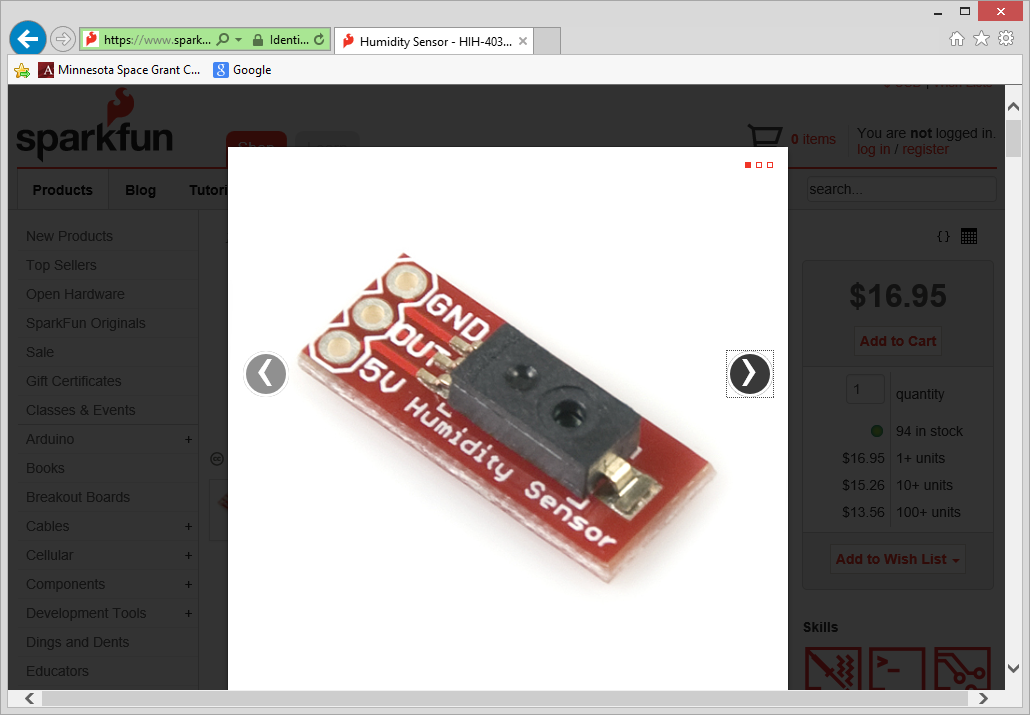 https://www.spark...
Identi...
Humidity Sensor - HIH-403...
Minnesota Space Grant C...
Google
sparkfun
Shop
0 items
You are not logged in.
log in / register
Products
Blog
Tutori
search...
New Products
Top Sellers
Open Hardware
SparkFun Originals
Sale
Gift Certificates
Classes & Events
Arduino +
Books
Breakout Boards
Cables +
Cellular +
Components +
Development Tools +
Dings and Dents
Educators
GND
OUT
5V
Humidity Sensor
{ }
$16.95
Add to Cart
1 quantity
94 in stock
$16.95 1+ units
$15.26 10+ units
$13.56 100+ units
Add to Wish List
Skills